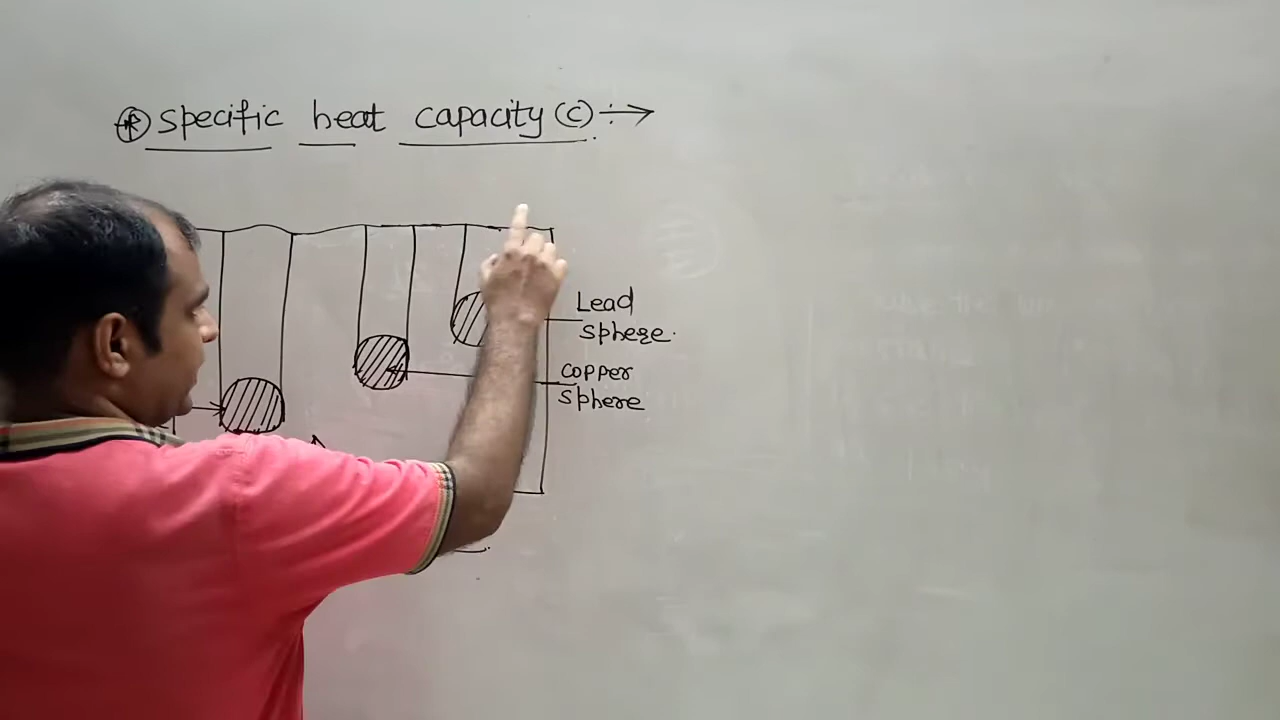 * specific heat capacity (c) :→
Lead
sphere.
copper
sphere